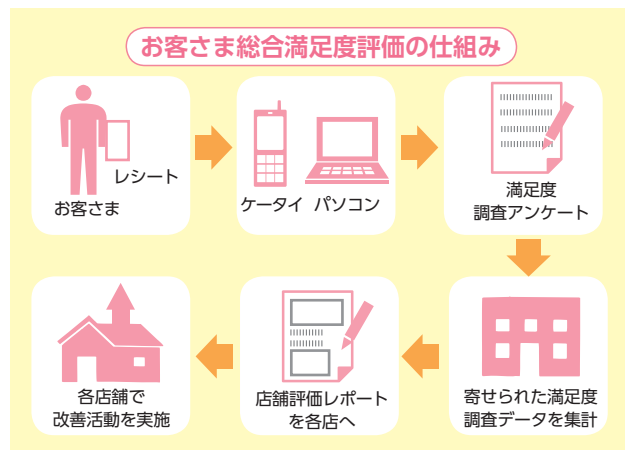 お客さま総合満足度評価の仕組み
レシート
お客さま
ケータイ パソコン
満足度
調査アンケート
寄せられた満足度
調査データを集計
店舗評価レポート
を各店へ
各店舗で
改善活動を実施